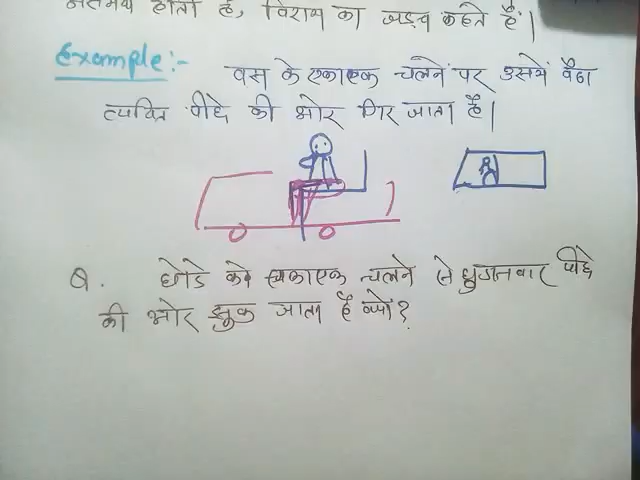 असमर्थ होता है, विराम का जड़त्व कहते हैं।
Example:- बस के एकाएक चलने पर उसमें बैठा
व्यक्ति पीछे की ओर गिर जाता है।
Q. घोड़े के एकाएक चलने से घुड़सवार पीछे
की ओर झुक जाता है क्यों?